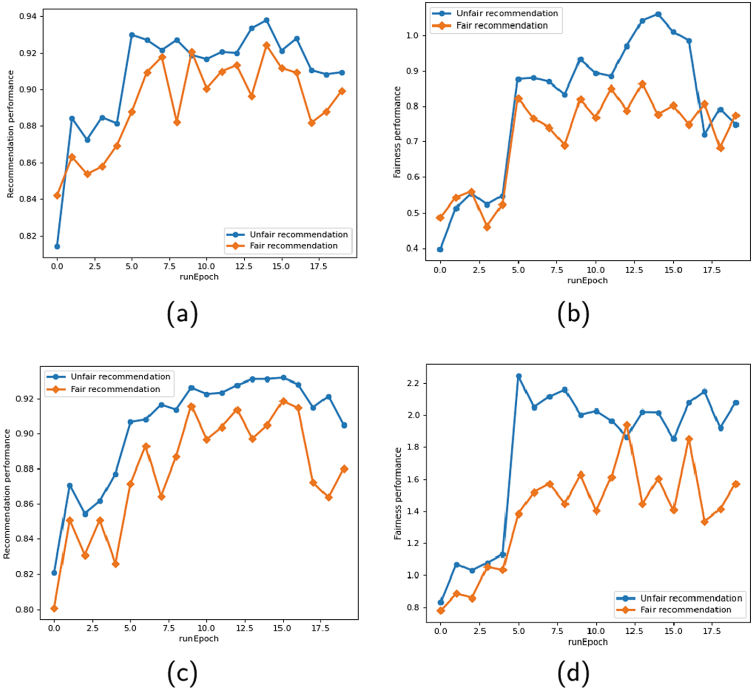 Recommendation performance
0.94
0.92
0.90
0.88
0.86
0.84
0.82
Unfair recommendation
Fair recommendation
0.0 2.5 5.0 7.5 10.0 12.5 15.0 17.5
runEpoch
(a)
Fairness performance
Unfair recommendation
Fair recommendation
1.0
0.9
0.8
0.7
0.6
0.5
0.4
0.0 2.5 5.0 7.5 10.0 12.5 15.0 17.5
runEpoch
(b)
Recommendation performance
Unfair recommendation
Fair recommendation
0.92
0.90
0.88
0.86
0.84
0.82
0.80
0.0 2.5 5.0 7.5 10.0 12.5 15.0 17.5
runEpoch
(c)
Fairness performance
2.2
2.0
1.8
1.6
1.4
1.2
1.0
0.8
Unfair recommendation
Fair recommendation
0.0 2.5 5.0 7.5 10.0 12.5 15.0 17.5
runEpoch
(d)